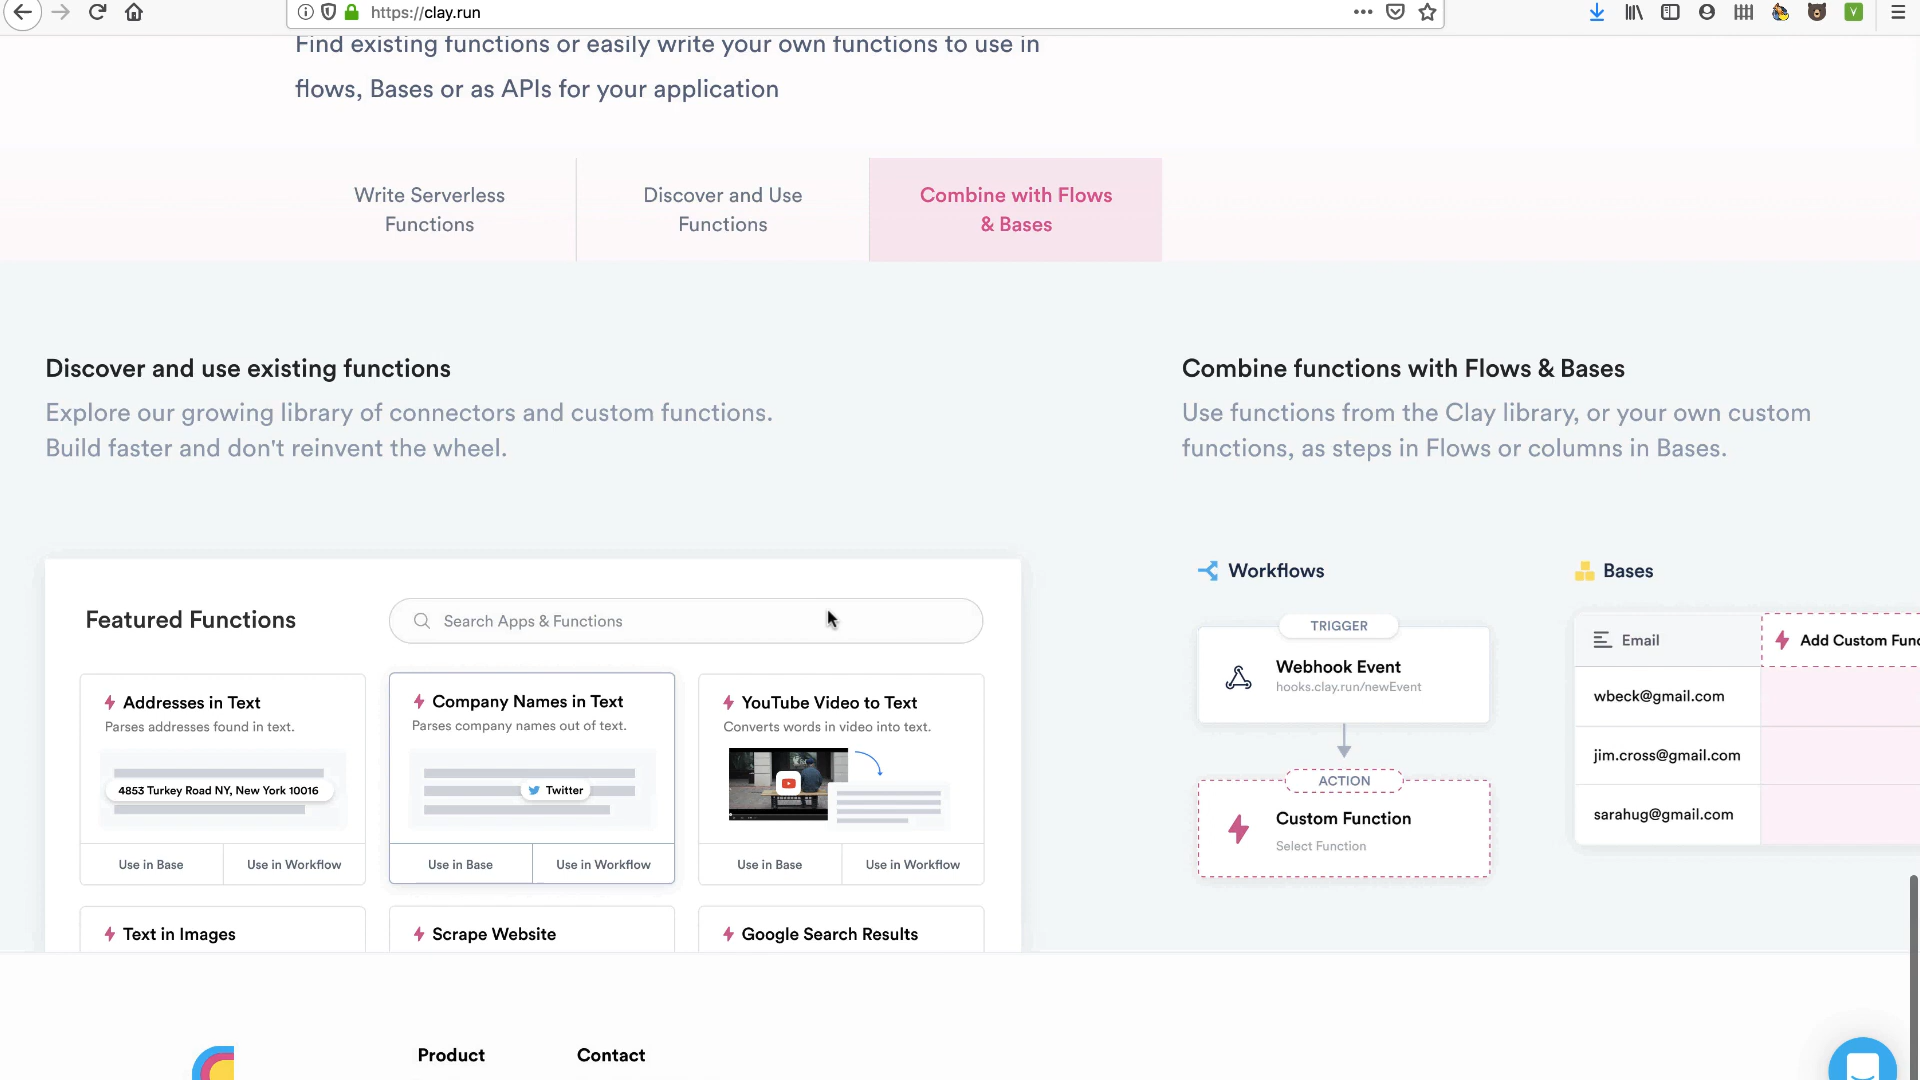 https://clay.run
Find existing functions or easily write your own functions to use in
flows, Bases or as APIs for your application
Write Serverless
Functions
Discover and Use
Functions
Combine with Flows
& Bases
Discover and use existing functions
Explore our growing library of connectors and custom functions.
Build faster and don't reinvent the wheel.
Combine functions with Flows & Bases
Use functions from the Clay library, or your own custom
functions, as steps in Flows or columns in Bases.
Featured Functions
Search Apps & Functions
Addresses in Text
Parses addresses found in text.
4853 Turkey Road NY, New York 10016
Use in Base
Use in Workflow
Company Names in Text
Parses company names out of text.
Twitter
Use in Base
Use in Workflow
YouTube Video to Text
Converts words in video into text.
Use in Base
Use in Workflow
Text in Images
Scrape Website
Google Search Results
Workflows
TRIGGER
Webhook Event
hooks.clay.run/newEvent
ACTION
Custom Function
Select Function
Bases
Email
Add Custom Func
wbeck@gmail.com
jim.cross@gmail.com
sarahug@gmail.com
Product
Contact